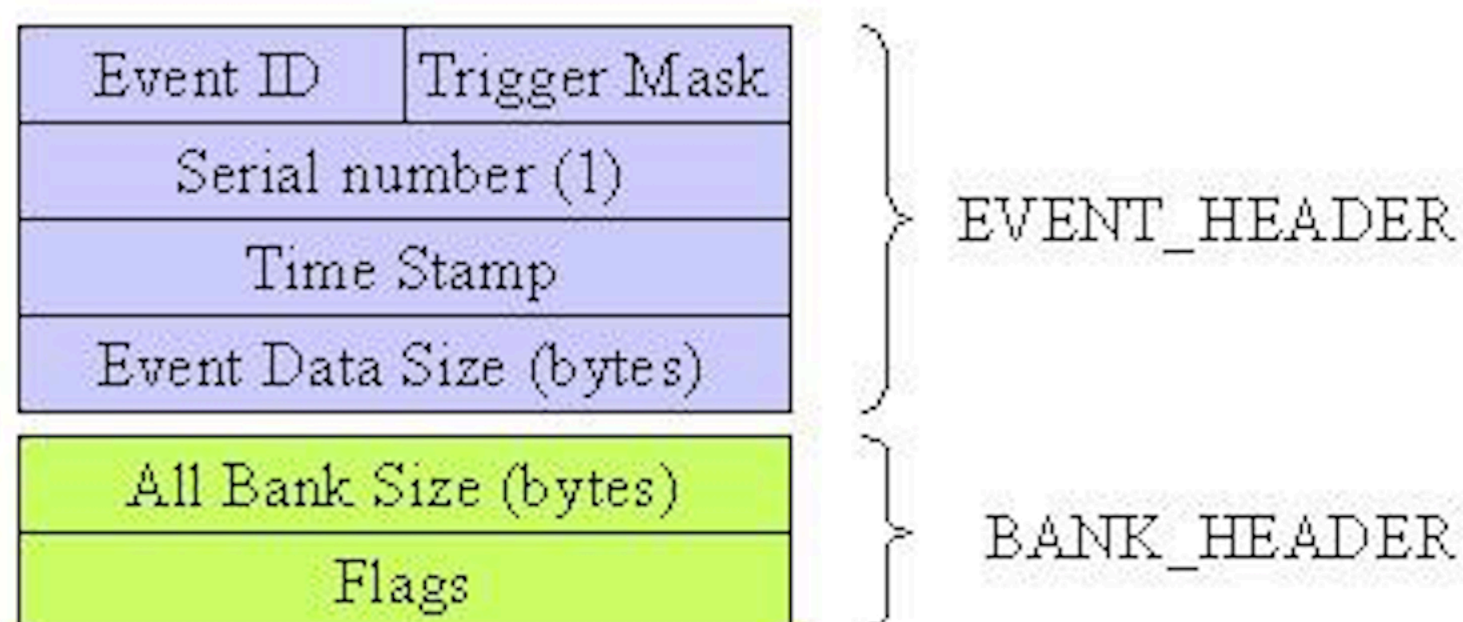 Event ID Trigger Mask
Serial number (1)
Time Stamp
Event Data Size (bytes)
EVENT_HEADER
All Bank Size (bytes)
Flags
BANK_HEADER